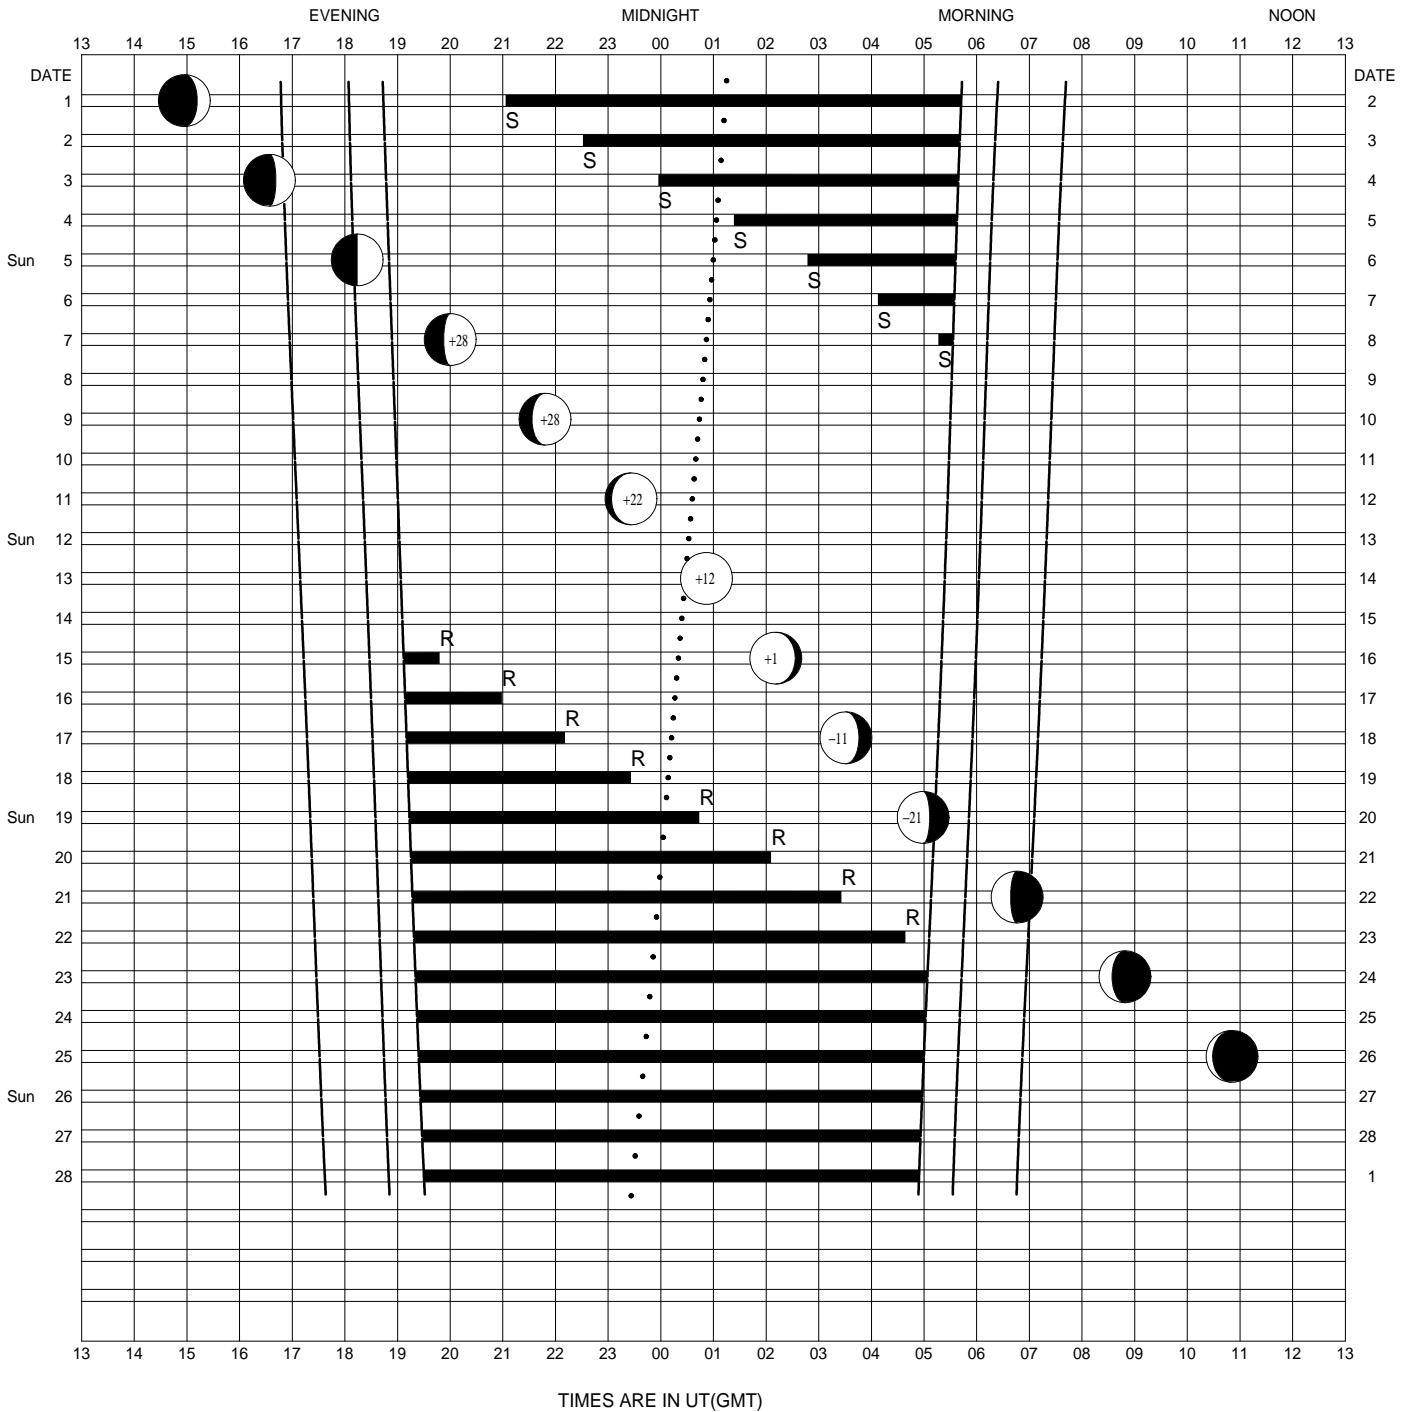 EVENING MIDNIGHT MORNING NOON
13 14 15 16 17 18 19 20 21 22 23 00 01 02 03 04 05 06 07 08 09 10 11 12 13
DATE DATE
1 2
S
2 3
S
3 4
S
4 5
S
Sun 5 6
S
6 7
S
7 +28 8
S
8 9
9 +28 10
10 11
11 +22 12
Sun 12 13
13 +12 14
14 15
R
15 +1 16
R
16 17
R
17 –11 18
R
18 19
R
Sun 19 –21 20
R
20 21
R
21 22
R
22 23
23 24
24 25
25 26
Sun 26 27
27 28
28 1
13 14 15 16 17 18 19 20 21 22 23 00 01 02 03 04 05 06 07 08 09 10 11 12 13
TIMES ARE IN UT(GMT)